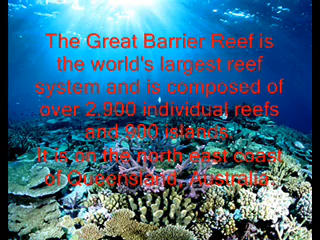 The Great Barrier Reef is
the world's largest reef
system and is composed of
over 2,900 individual reefs
and 900 islands
It is on the north east coast
of Queensland, Australia